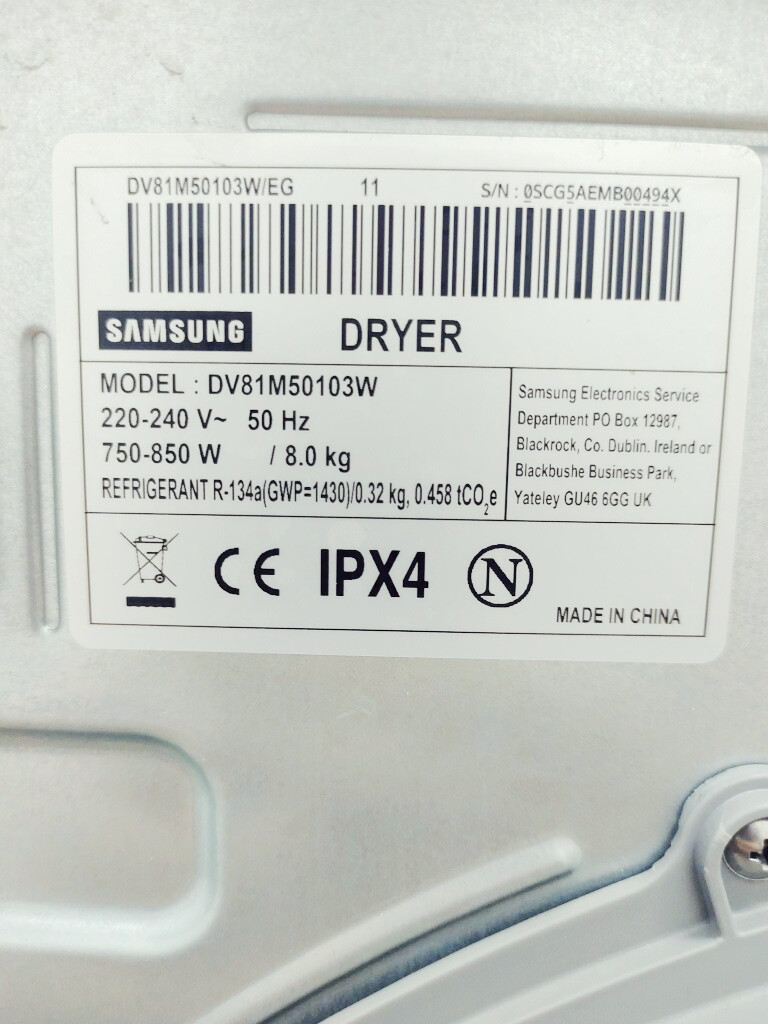 DV81M50103W/EG 11 S/N : 0SCG5AEMB00494X
SAMSUNG DRYER
MODEL : DV81M50103W
220-240 V~ 50 Hz
750-850 W / 8.0 kg
REFRIGERANT R-134a(GWP=1430)/0.32 kg, 0.458 tCO₂e
Samsung Electronics Service
Department PO Box 12987,
Blackrock, Co. Dublin. Ireland or
Blackbushe Business Park,
Yateley GU46 6GG UK
CE IPX4 N
MADE IN CHINA